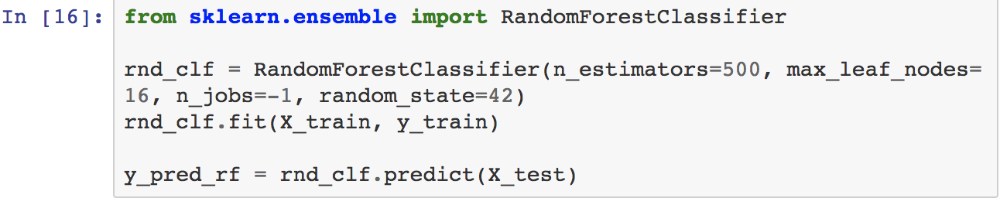 In [16]: from sklearn.ensemble import RandomForestClassifier
rnd_clf = RandomForestClassifier(n_estimators=500, max_leaf_nodes=
16, n_jobs=-1, random_state=42)
rnd_clf.fit(X_train, y_train)
y_pred_rf = rnd_clf.predict(X_test)